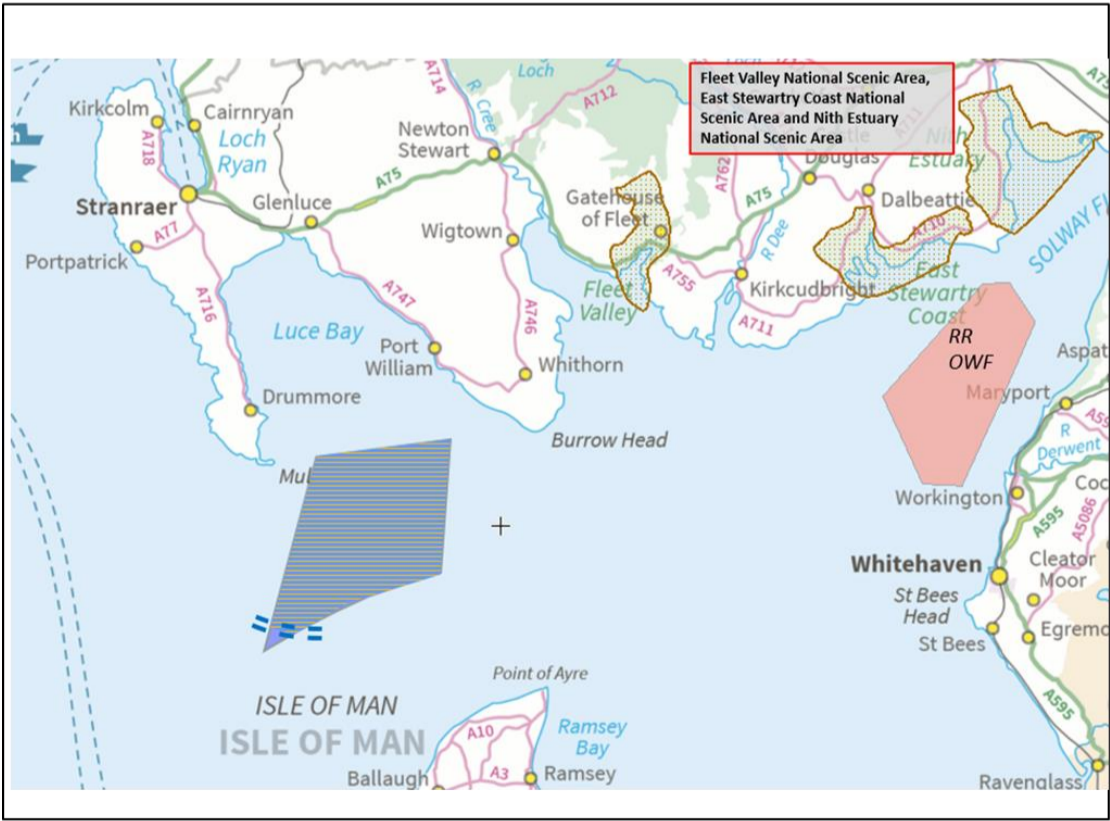 Fleet Valley National Scenic Area,
East Stewartry Coast National
Scenic Area and Nith Estuary
National Scenic Area
Loch
A714
R Cree
A712
Kirkcolm
Cairnryan
A718
Loch
Ryan
Newton
Stewart
A75
A762
A75
Douglas
Nith
Estuary
Dalbeattie
A710
Stranraer
Glenluce
Gatehouse
of Fleet
Wigtown
A77
Portpatrick
R Dee
SOLWAY
A716
A747
A746
Fleet
Valley
A755
Kirkcudbright
A711
East
Stewartry
Coast
Luce Bay
Port
William
Whithorn
RR
OWF
Aspat
Maryport
Drummore
Burrow Head
R
Derwent
Mul
Workington
A595
A5086
Whitehaven
Cleator
Moor
St Bees
Head
St Bees
Egremo
A595
Point of Ayre
ISLE OF MAN
ISLE OF MAN
A10
Ramsey
Bay
Ballaugh
A3
Ramsey
Ravenglass